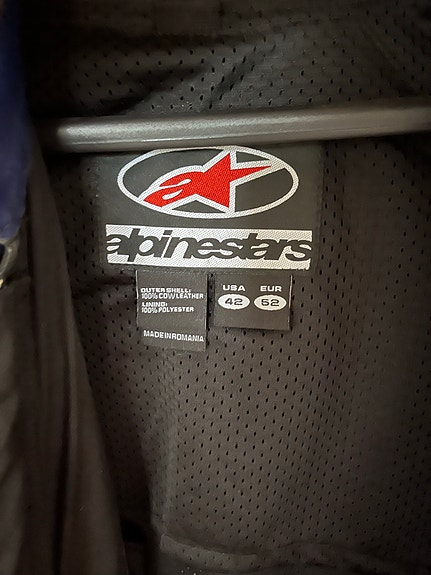 alpinestars
OUTER SHELL:
100% COW LEATHER
LINING:
100% POLYESTER
MADE IN ROMANIA
USA EUR
42 52